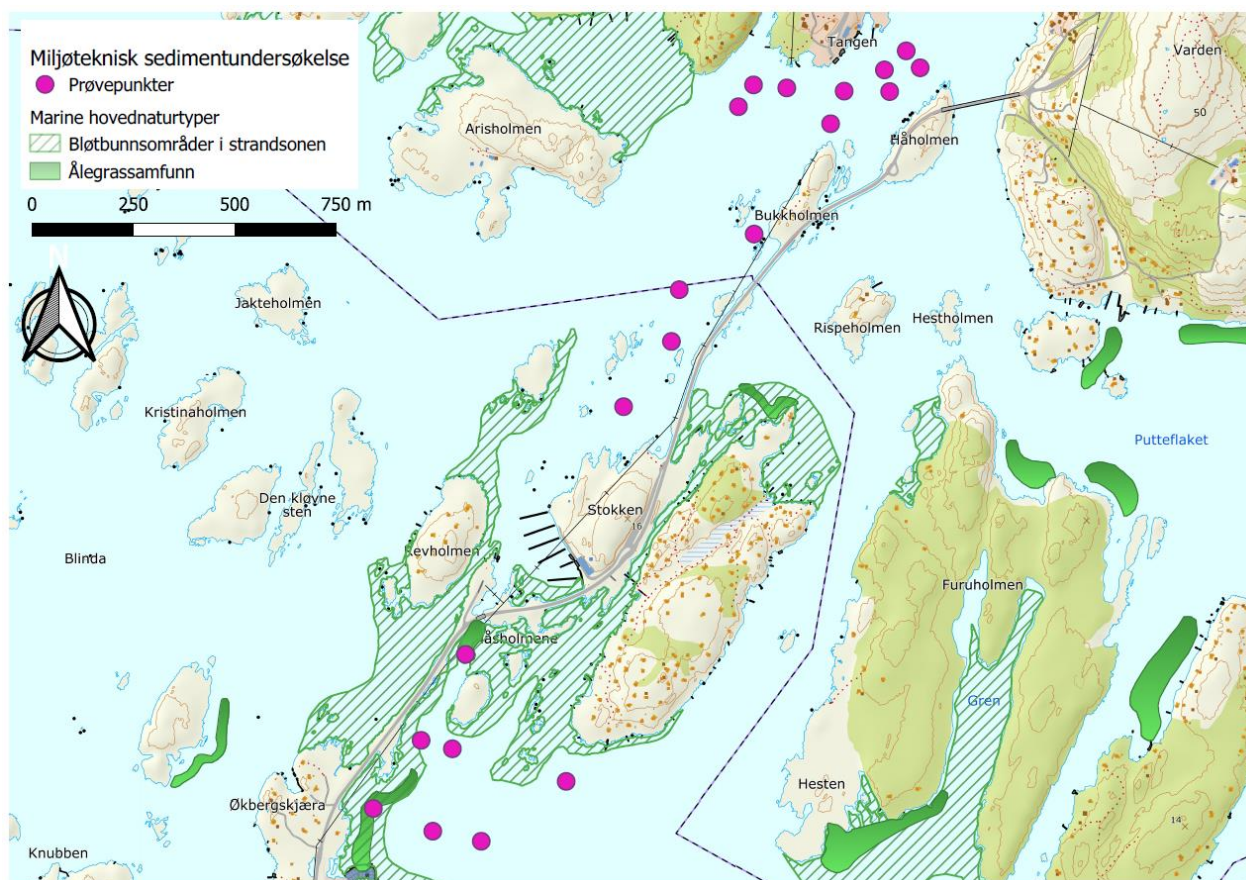 Miljøteknisk sedimentundersøkelse
Prøvepunkter
Marine hovednaturtyper
Bløtbunnsområder i strandsonen
Ålegrassamfunn
0 250 500 750 m
N
Tangen
Varden
50
Arisholmen
Håholmen
Bukkholmen
Jakteholmen
Rispeholmen
Hestholmen
Kristinaholmen
Putteflaket
Den kløvne
sten
Stokken
16
Revholmen
Blinda
Furuholmen
Gren
Hesten
Økbergskjæra
14
Knubben